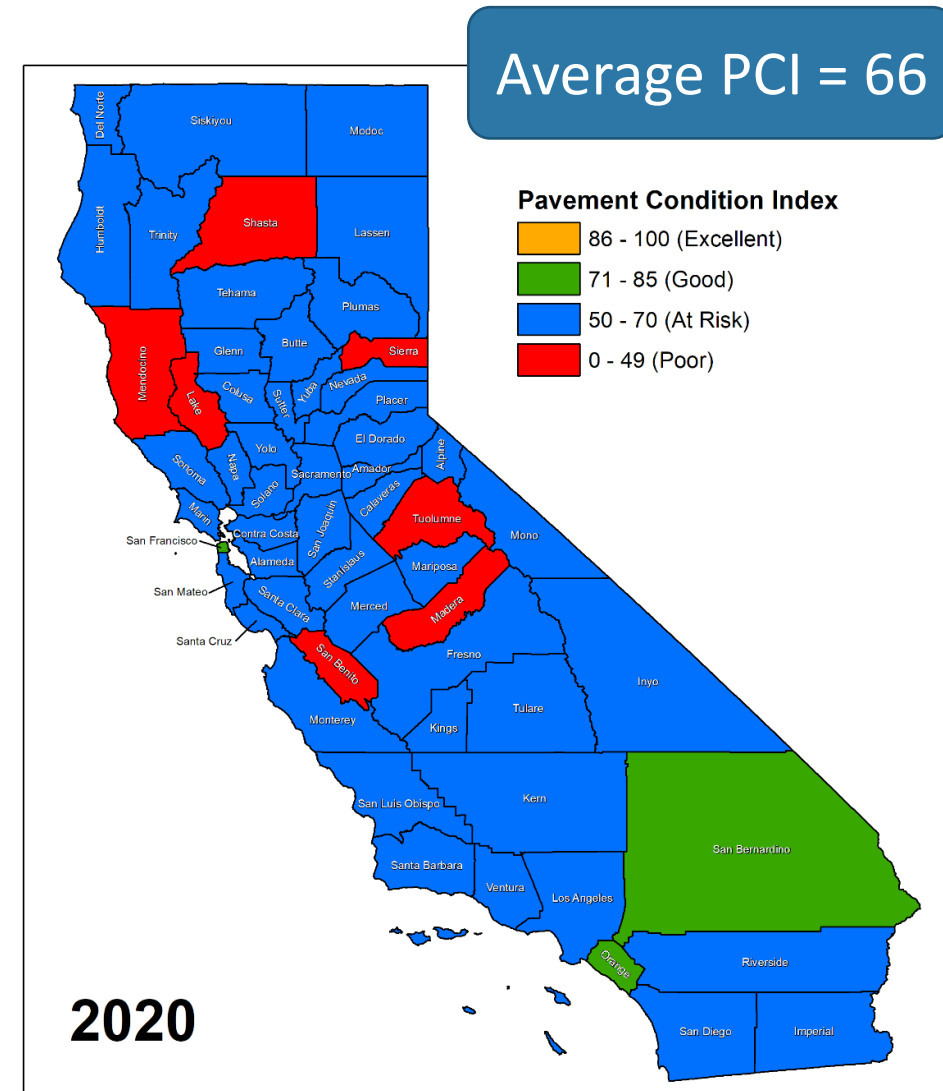 Average PCI = 66
Pavement Condition Index
86 - 100 (Excellent)
71 - 85 (Good)
50 - 70 (At Risk)
0 - 49 (Poor)
Del Norte
Siskiyou
Modoc
Humboldt
Trinity
Shasta
Lassen
Tehama
Plumas
Mendocino
Glenn
Butte
Sierra
Lake
Colusa
Sutter
Yuba
Nevada
Placer
Sonoma
Napa
Yolo
Solano
Sacramento
El Dorado
Amador
Alpine
Marin
Contra Costa
San Joaquin
Calaveras
Tuolumne
Mono
San Francisco
Alameda
Stanislaus
Mariposa
San Mateo
Santa Clara
Merced
Madera
Santa Cruz
San Benito
Fresno
Inyo
Monterey
Kings
Tulare
San Luis Obispo
Kern
San Bernardino
Santa Barbara
Ventura
Los Angeles
Orange
Riverside
San Diego
Imperial
2020